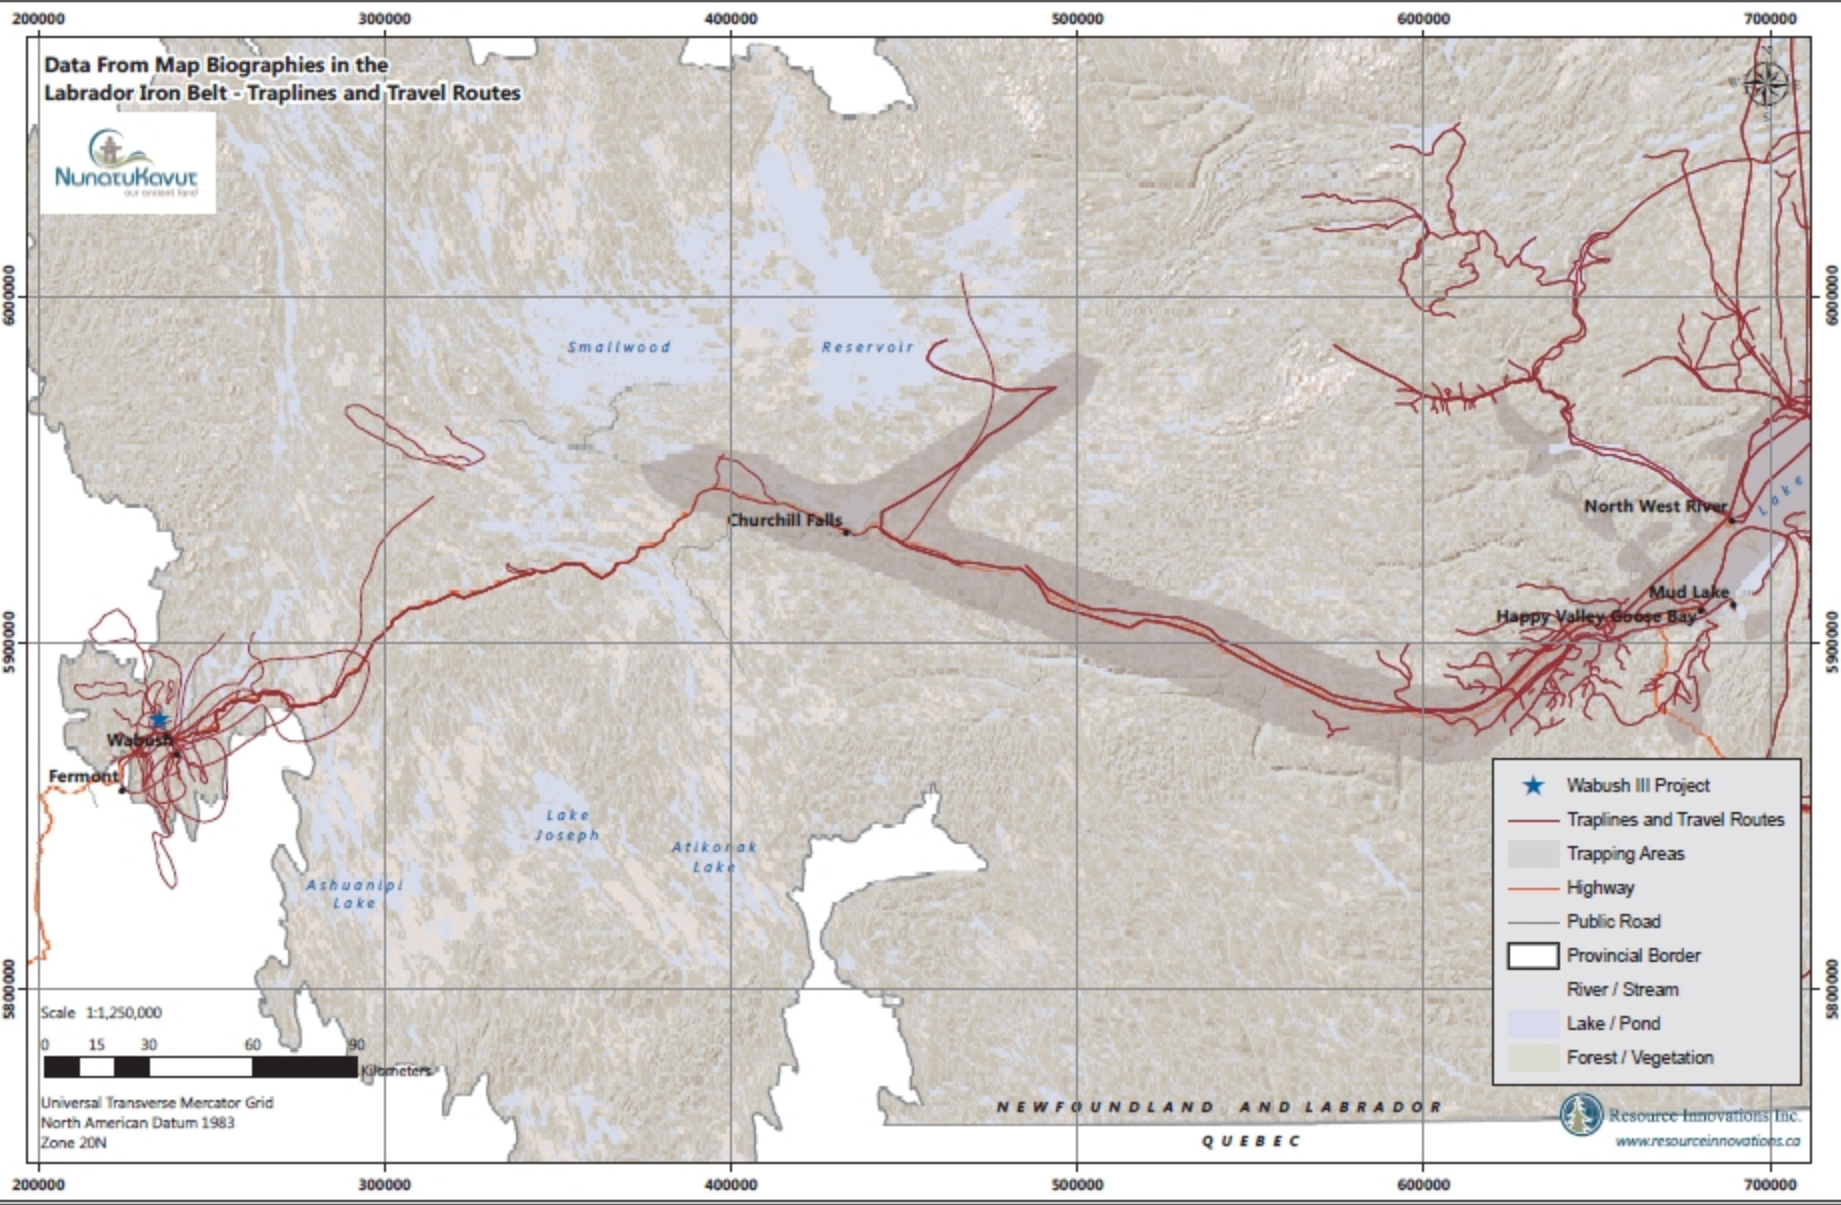 200000 300000 400000 500000 600000 700000
Data From Map Biographies in the
Labrador Iron Belt - Traplines and Travel Routes
NunatuKavut
our ancient land
N
W E
S
6000000 6000000
Smallwood Reservoir
Churchill Falls
North West River
Lake
Mud Lake
Happy Valley Goose Bay
5900000 5900000
Wabush
Fermont
Lake
Joseph
Atikonak
Lake
Ashuanipi
Lake
Wabush III Project
Traplines and Travel Routes
Trapping Areas
Highway
Public Road
Provincial Border
River / Stream
Lake / Pond
Forest / Vegetation
5800000 5800000
Scale 1:1,250,000
0 15 30 60 90
Kilometers
Universal Transverse Mercator Grid
North American Datum 1983
Zone 20N
NEWFOUNDLAND AND LABRADOR
QUEBEC
Resource Innovations Inc.
www.resourceinnovations.ca
200000 300000 400000 500000 600000 700000